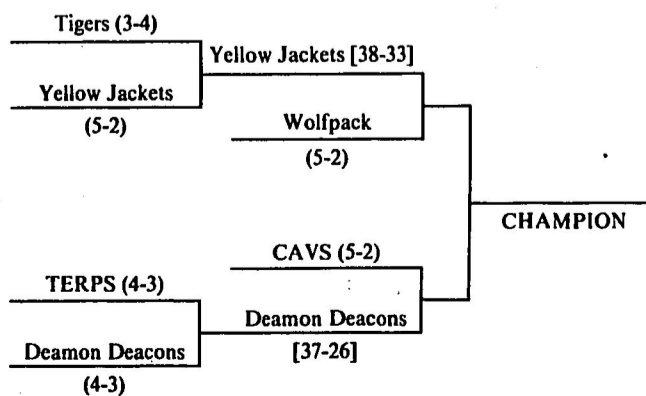 Tigers (3-4)
Yellow Jackets [38-33]
Yellow Jackets
(5-2)
Wolfpack
(5-2)
CHAMPION
CAVS (5-2)
TERPS (4-3)
Deamon Deacons
[37-26]
Deamon Deacons
(4-3)